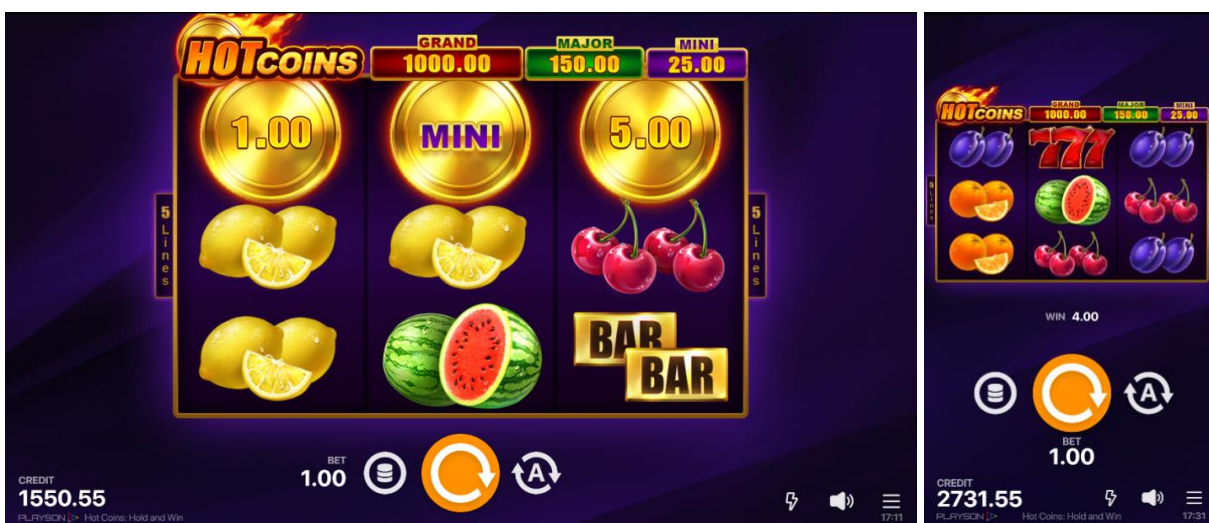 HOT COINS
GRAND
1000.00
MAJOR
150.00
MINI
25.00
1.00
MINI
5.00
5 Lines
5 Lines
BAR
BAR
BET
1.00
A
CREDIT
1550.55
PLAYSON Hot Coins: Hold and Win
17:11
HOT COINS
GRAND
1000.00
MAJOR
150.00
MINI
25.00
777
5 Lines
WIN 4.00
A
BET
1.00
CREDIT
2731.55
PLAYSON Hot Coins: Hold and Win
17:31